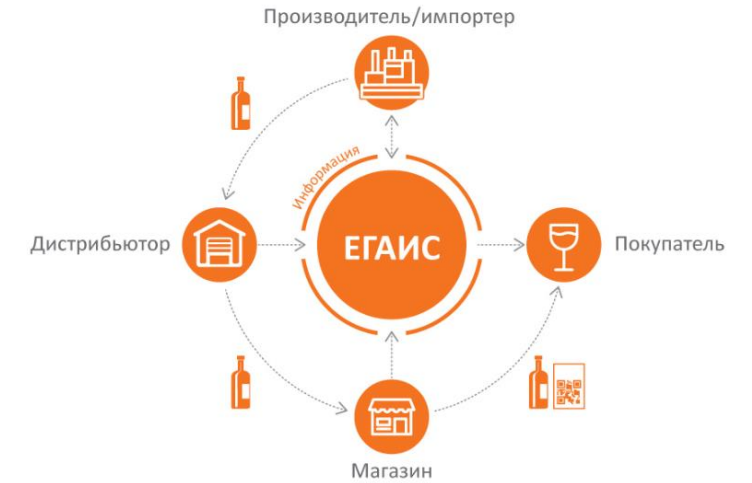 Производитель/импортер
Информация
Дистрибьютор
ЕГАИС
Покупатель
Магазин